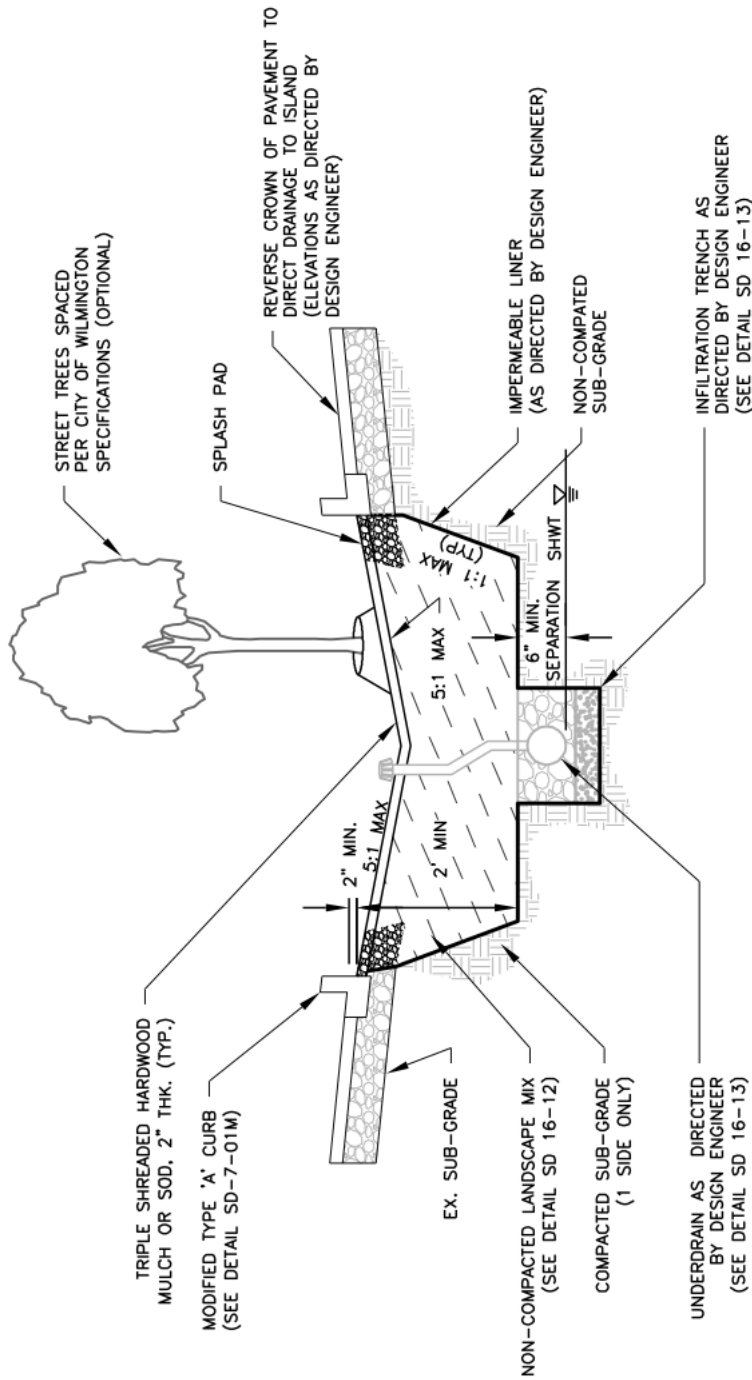 STREET TREES SPACED
PER CITY OF WILMINGTON
SPECIFICATIONS (OPTIONAL)
TRIPLE SHREADED HARDWOOD
MULCH OR SOD, 2" THK. (TYP.)
MODIFIED TYPE 'A' CURB
(SEE DETAIL SD-7-01M)
SPLASH PAD
REVERSE CROWN OF PAVEMENT TO
DIRECT DRAINAGE TO ISLAND
(ELEVATIONS AS DIRECTED BY
DESIGN ENGINEER)
2" MIN.
5:1 MAX
5:1 MAX
2' MIN
1:1 MAX
(TYP)
EX. SUB-GRADE
IMPERMEABLE LINER
(AS DIRECTED BY DESIGN ENGINEER)
NON-COMPATED
SUB-GRADE
6" MIN.
SEPARATION
SHWT
NON-COMPACTED LANDSCAPE MIX
(SEE DETAIL SD 16-12)
COMPACTED SUB-GRADE
(1 SIDE ONLY)
UNDERDRAIN AS DIRECTED
BY DESIGN ENGINEER
(SEE DETAIL SD 16-13)
INFILTRATION TRENCH AS
DIRECTED BY DESIGN ENGINEER
(SEE DETAIL SD 16-13)